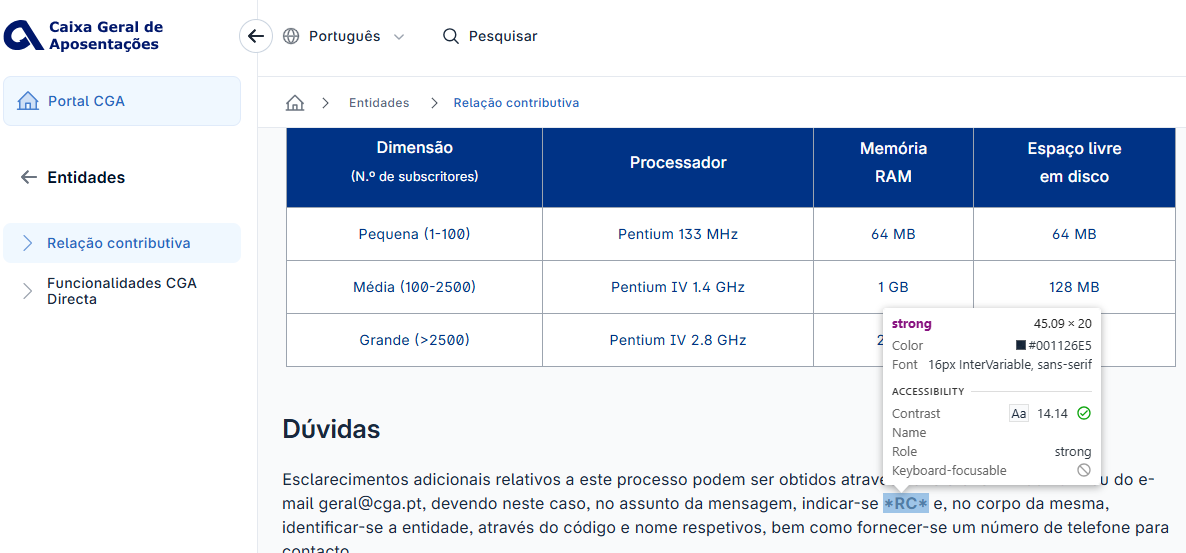 Caixa Geral de
Aposentações
Português
Pesquisar
Portal CGA
Entidades
Relação contributiva
Entidades
Relação contributiva
Funcionalidades CGA
Directa
Dimensão
(N.º de subscritores)
Processador
Memória
RAM
Espaço livre
em disco
Pequena (1-100) Pentium 133 MHz 64 MB 64 MB
Média (100-2500) Pentium IV 1.4 GHz 1 GB 128 MB
Grande (>2500) Pentium IV 2.8 GHz 2
strong 45.09 × 20
Color #001126E5
Font 16px InterVariable, sans-serif
ACCESSIBILITY
Contrast Aa 14.14
Name
Role strong
Keyboard-focusable
Dúvidas
Esclarecimentos adicionais relativos a este processo podem ser obtidos do e-
mail geral@cga.pt, devendo neste caso, no assunto da mensagem, indicar-se *RC* e, no corpo da mesma,
identificar-se a entidade, através do código e nome respetivos, bem como fornecer-se um número de telefone para
contacto